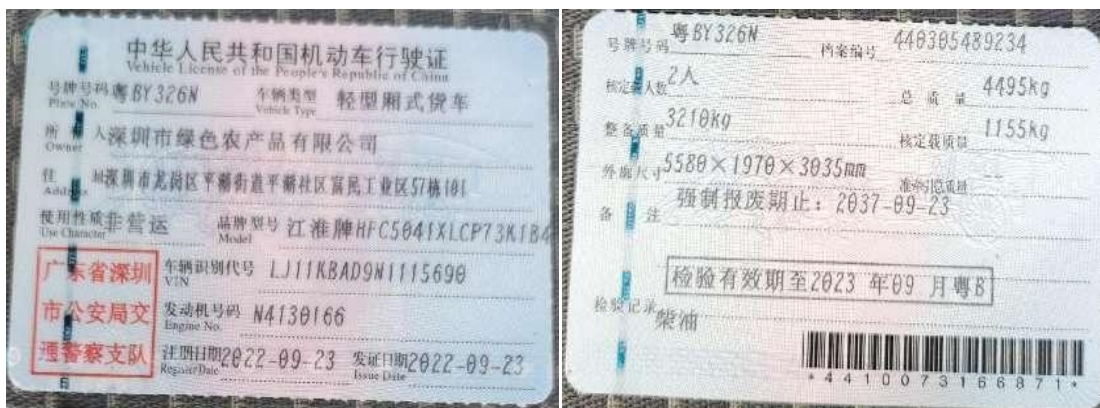 中华人民共和国机动车行驶证
Vehicle License of the People's Republic of China
号牌号码 粤BY326N 车辆类型 轻型厢式货车
Plate No. Vehicle Type
所有人 深圳市绿色农产品有限公司
Owner
住址 深圳市龙岗区平湖街道平湖社区富民工业区57栋101
Address
使用性质 非营运 品牌型号 江淮牌HFC5041XLCP73K1B4
Use Character Model
广东省深圳
市公安局交
通警察支队
车辆识别代号 LJ11KBAD9N1115690
VIN
发动机号码 N4130166
Engine No.
注册日期 2022-09-23 发证日期 2022-09-23
Register Date Issue Date
号牌号码 粤BY326N 档案编号 440305489234
核定载人数 2人 总质量 4495kg
整备质量 3210kg 核定载质量 1155kg
外廓尺寸 5580×1970×3035mm 准牵引总质量 --
备注 强制报废期止：2037-09-23
检验有效期至2023 年09 月粤B
检验记录
柴油
*4410073166871*